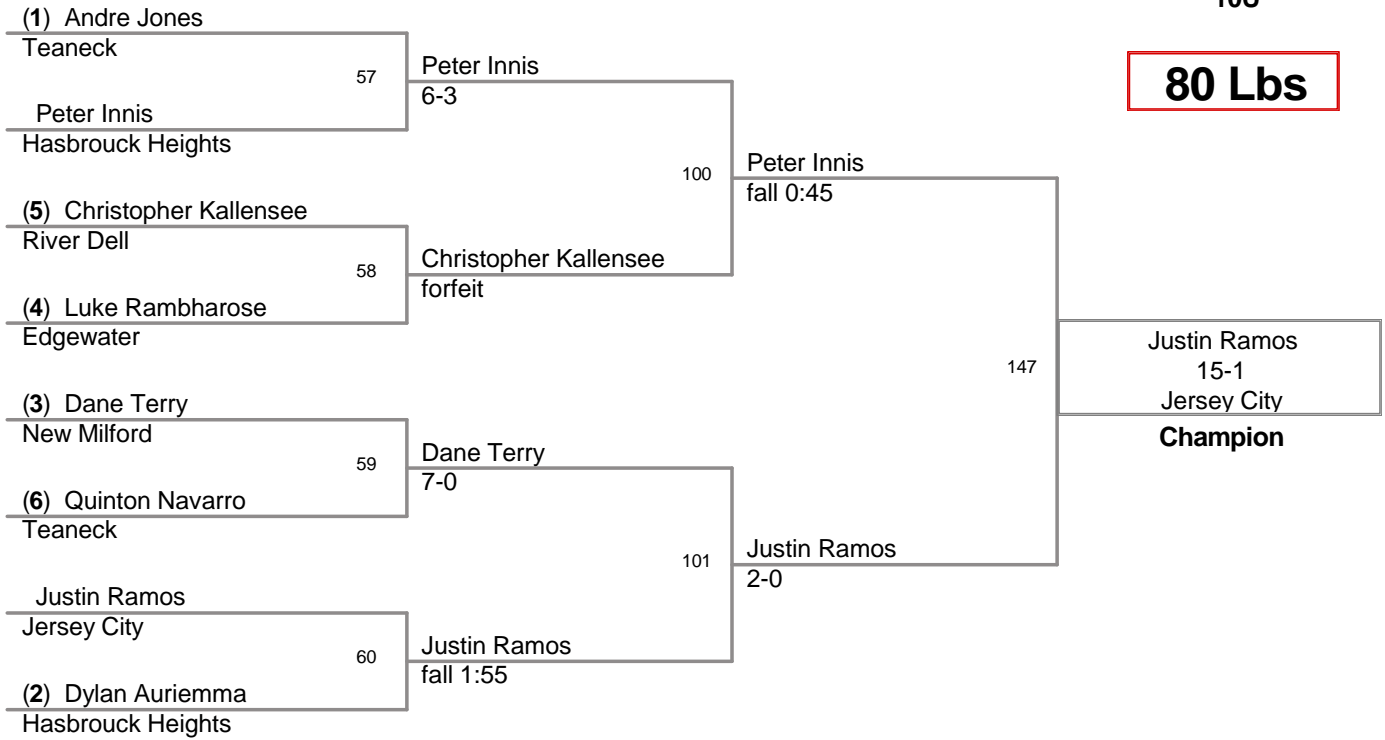 10U
80 Lbs
(1) Andre Jones
Teaneck
57
Peter Innis
Hasbrouck Heights
Peter Innis
6-3
(5) Christopher Kallensee
River Dell
58
(4) Luke Rambharose
Edgewater
Christopher Kallensee
forfeit
100
Peter Innis
fall 0:45
(3) Dane Terry
New Milford
59
(6) Quinton Navarro
Teaneck
Dane Terry
7-0
Justin Ramos
Jersey City
60
(2) Dylan Auriemma
Hasbrouck Heights
Justin Ramos
fall 1:55
101
Justin Ramos
2-0
147
Justin Ramos
15-1
Jersey City
Champion